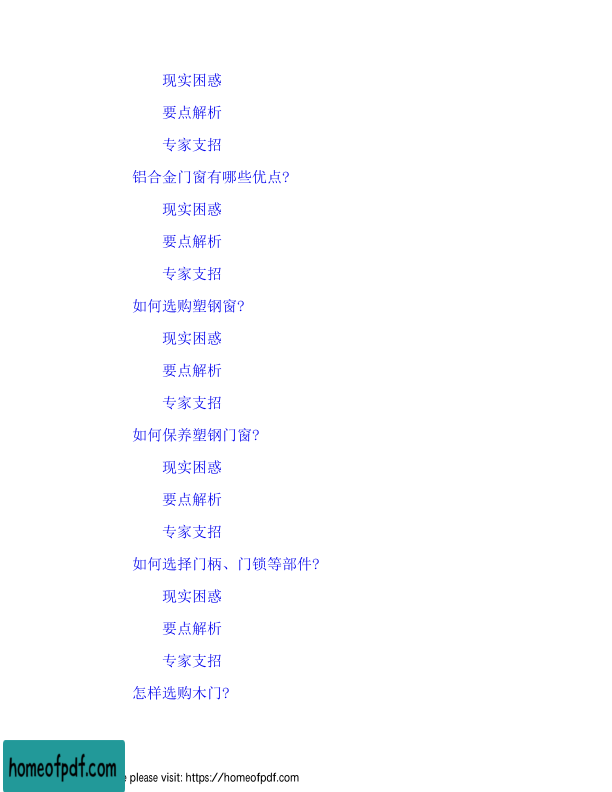 现实困惑
要点解析
专家支招
铝合金门窗有哪些优点?
现实困惑
要点解析
专家支招
如何选购塑钢窗?
现实困惑
要点解析
专家支招
如何保养塑钢门窗?
现实困惑
要点解析
专家支招
如何选择门柄、门锁等部件?
现实困惑
要点解析
专家支招
怎样选购木门?
homeofpdf.com
please visit: https://homeofpdf.com